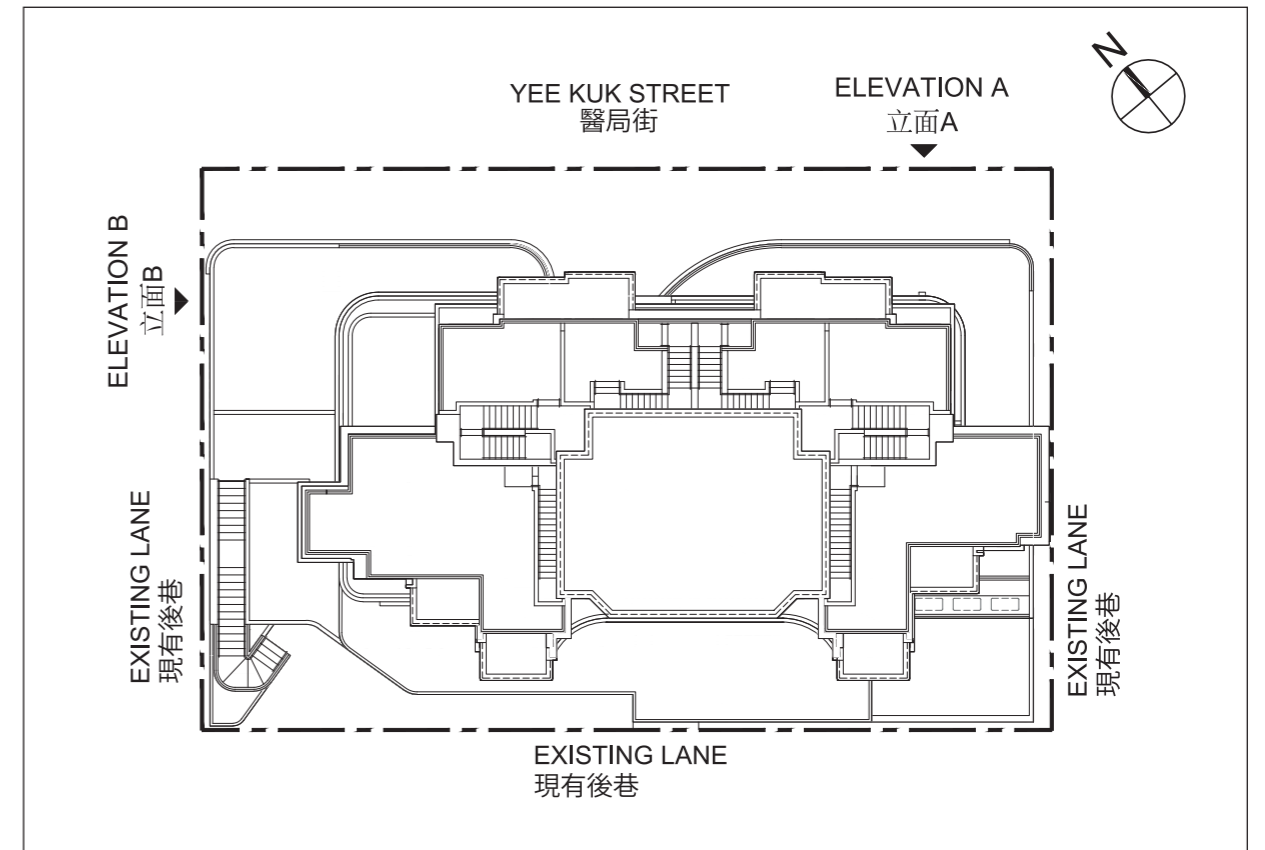 N
YEE KUK STREET
醫局街
ELEVATION A
立面A
ELEVATION B
立面B
EXISTING LANE
現有後巷
EXISTING LANE
現有後巷
EXISTING LANE
現有後巷